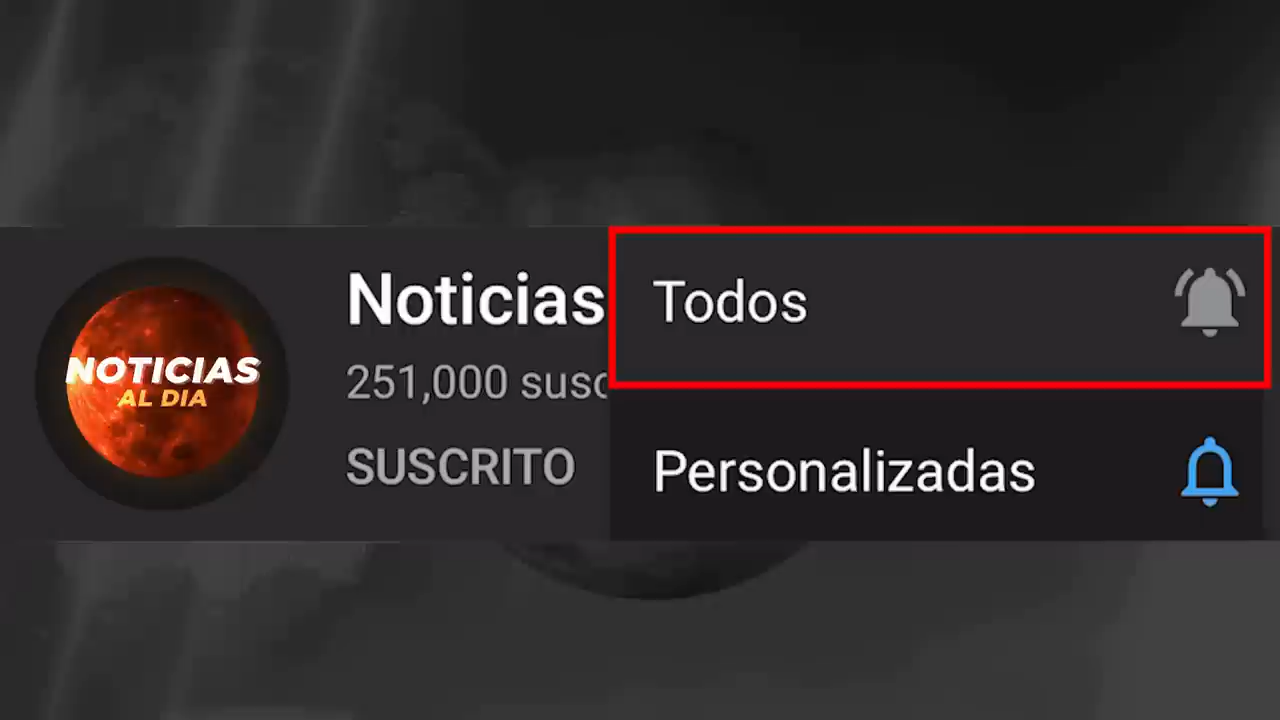 NOTICIAS
AL DIA
Noticias
251,000 susc
SUSCRITO
Todos
Personalizadas